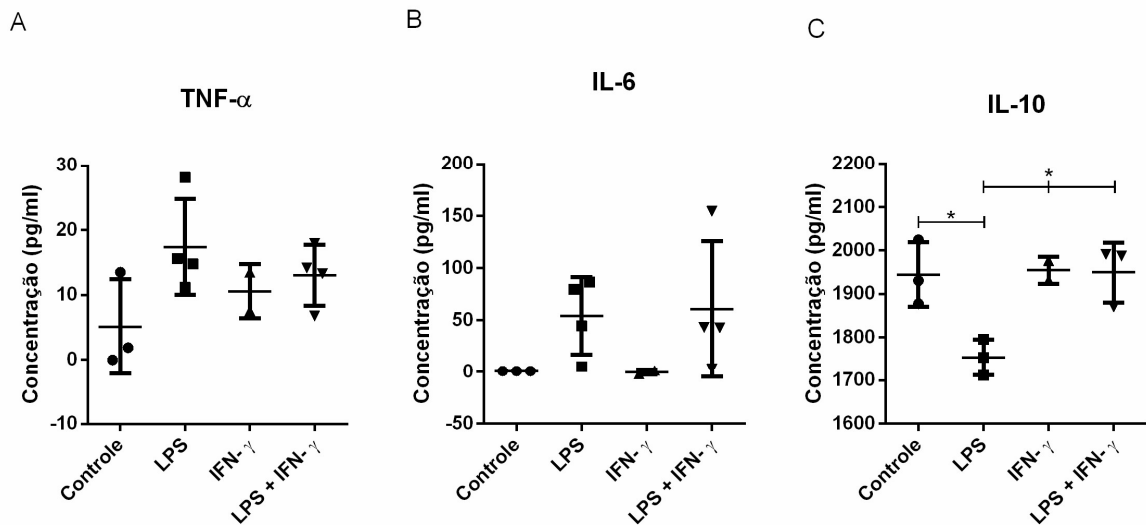 A
TNF-α
Concentração (pg/ml)
30
20
10
0
-10
Controle
LPS
IFN- γ
LPS + IFN- γ
B
IL-6
Concentração (pg/ml)
200
150
100
50
0
-50
Controle
LPS
IFN- γ
LPS + IFN- γ
C
IL-10
Concentração (pg/ml)
2200
2100
2000
1900
1800
1700
1600
*
*
Controle
LPS
IFN- γ
LPS + IFN- γ